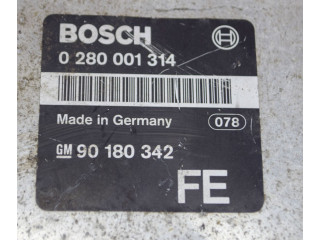 BOSCH
0 280 001 314
Made in Germany 078
GM 90 180 342
FE